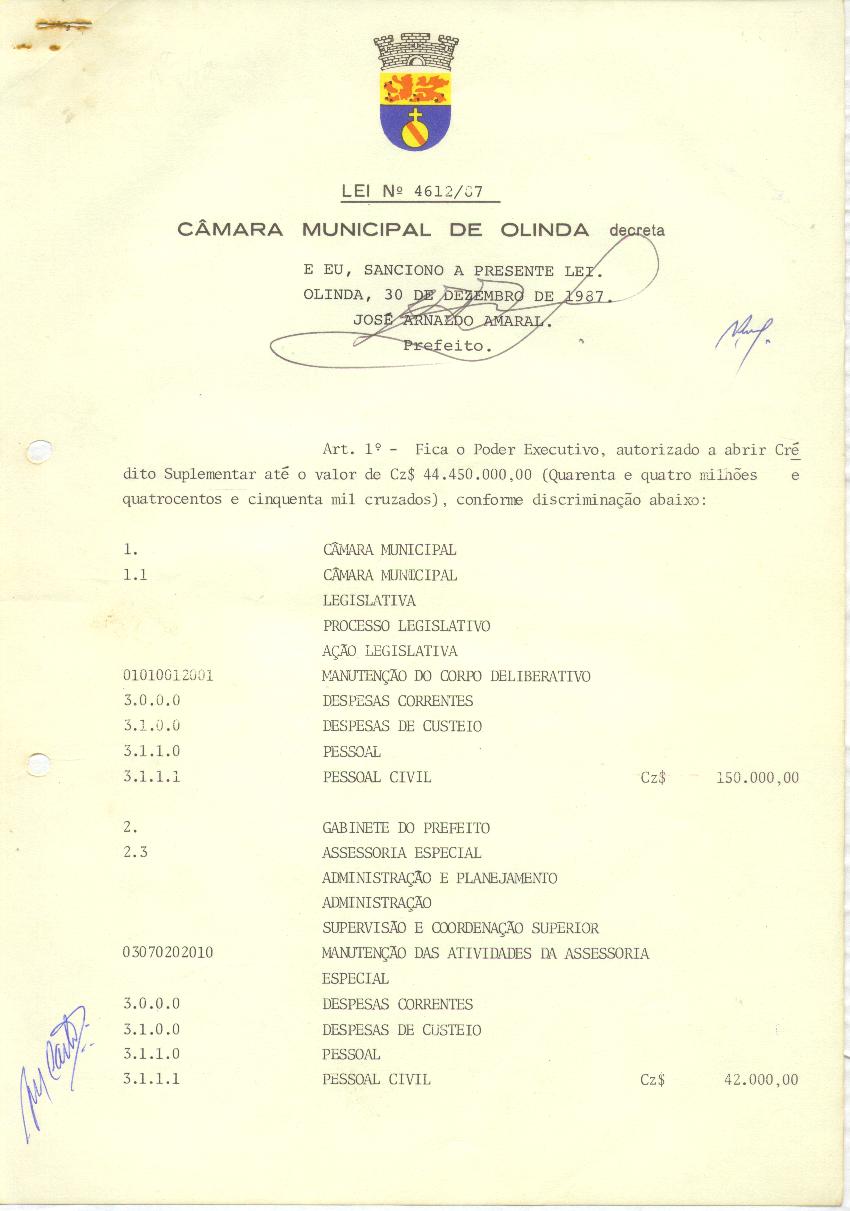 LEI Nº 4612/87
CÂMARA MUNICIPAL DE OLINDA decreta
E EU, SANCIONO A PRESENTE LEI.
OLINDA, 30 DE DEZEMBRO DE 1987.
JOSÉ ARNALDO AMARAL.
Prefeito.
Art. 1º - Fica o Poder Executivo, autorizado a abrir Cré
dito Suplementar até o valor de Cz$ 44.450.000,00 (Quarenta e quatro milhões e
quatrocentos e cinquenta mil cruzados), conforme discriminação abaixo:
1. CÂMARA MUNICIPAL
1.1 CÂMARA MUNICIPAL
LEGISLATIVA
PROCESSO LEGISLATIVO
AÇÃO LEGISLATIVA
01010012001 MANUTENÇÃO DO CORPO DELIBERATIVO
3.0.0.0 DESPESAS CORRENTES
3.1.0.0 DESPESAS DE CUSTEIO
3.1.1.0 PESSOAL
3.1.1.1 PESSOAL CIVIL Cz$ 150.000,00
2. GABINETE DO PREFEITO
2.3 ASSESSORIA ESPECIAL
ADMINISTRAÇÃO E PLANEJAMENTO
ADMINISTRAÇÃO
SUPERVISÃO E COORDENAÇÃO SUPERIOR
03070202010 MANUTENÇÃO DAS ATIVIDADES DA ASSESSORIA
ESPECIAL
3.0.0.0 DESPESAS CORRENTES
3.1.0.0 DESPESAS DE CUSTEIO
3.1.1.0 PESSOAL
3.1.1.1 PESSOAL CIVIL Cz$ 42.000,00